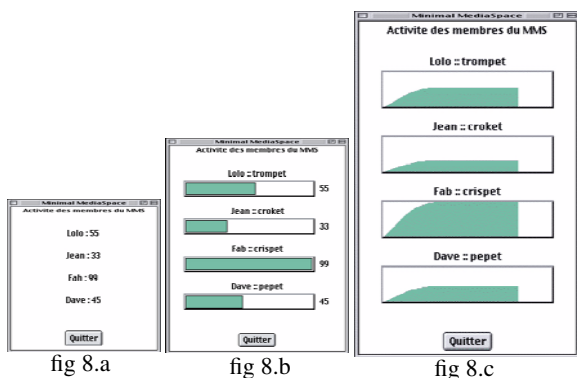 Minimal MediaSpace
Activite des membres du MMS
Lolo : 55
Jean : 33
Fab : 99
Dave : 45
Quitter
fig 8.a
Minimal MediaSpace
Activite des membres du MMS
Lolo :: trompet
55
Jean :: croket
33
Fab :: crispet
99
Dave :: pepet
45
Quitter
fig 8.b
Minimal MediaSpace
Activite des membres du MMS
Lolo :: trompet
Jean :: croket
Fab :: crispet
Dave :: pepet
Quitter
fig 8.c